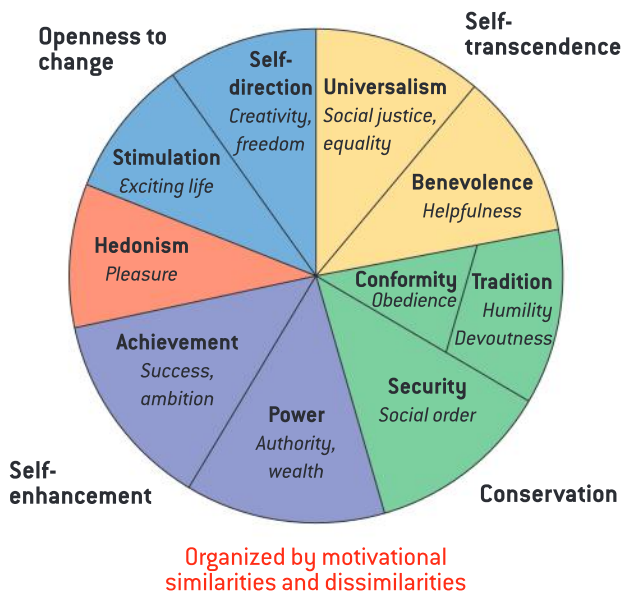 Openness to
change
Self-
transcendence
Self-
direction
Creativity,
freedom
Universalism
Social justice,
equality
Stimulation
Exciting life
Benevolence
Helpfulness
Hedonism
Pleasure
Conformity
Obedience
Tradition
Humility
Devoutness
Achievement
Success,
ambition
Security
Social order
Power
Authority,
wealth
Self-
enhancement
Conservation
Organized by motivational
similarities and dissimilarities